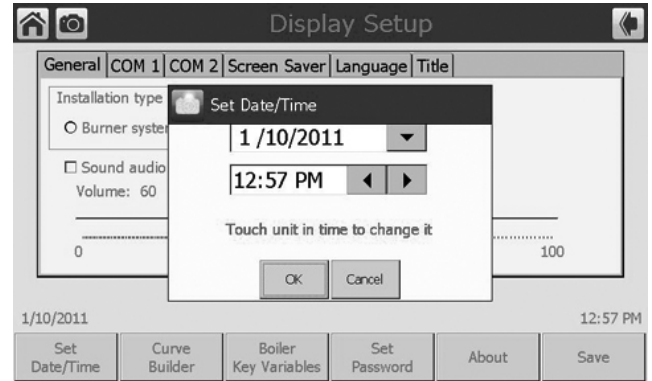 Display Setup
General COM 1 COM 2 Screen Saver Language Title
Installation type
Burner system
Set Date/Time
1 /10/2011
Sound audio
12:57 PM
Volume: 60
Touch unit in time to change it
0
100
OK Cancel
1/10/2011
12:57 PM
Set Date/Time
Curve Builder
Boiler Key Variables
Set Password
About
Save